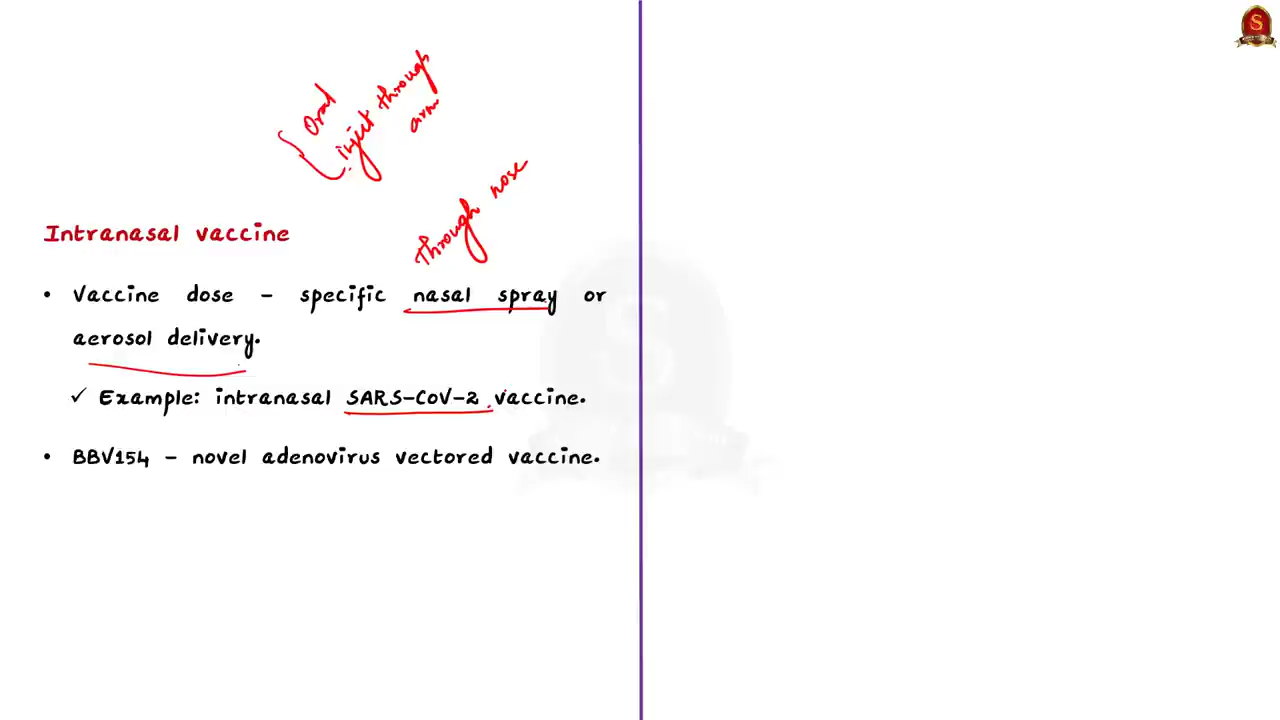 Oral
inject through
arm
through nose
Intranasal vaccine
• Vaccine dose – specific nasal spray or
aerosol delivery.
✓ Example: intranasal SARS-CoV-2 vaccine.
• BBV154 – novel adenovirus vectored vaccine.
S
S